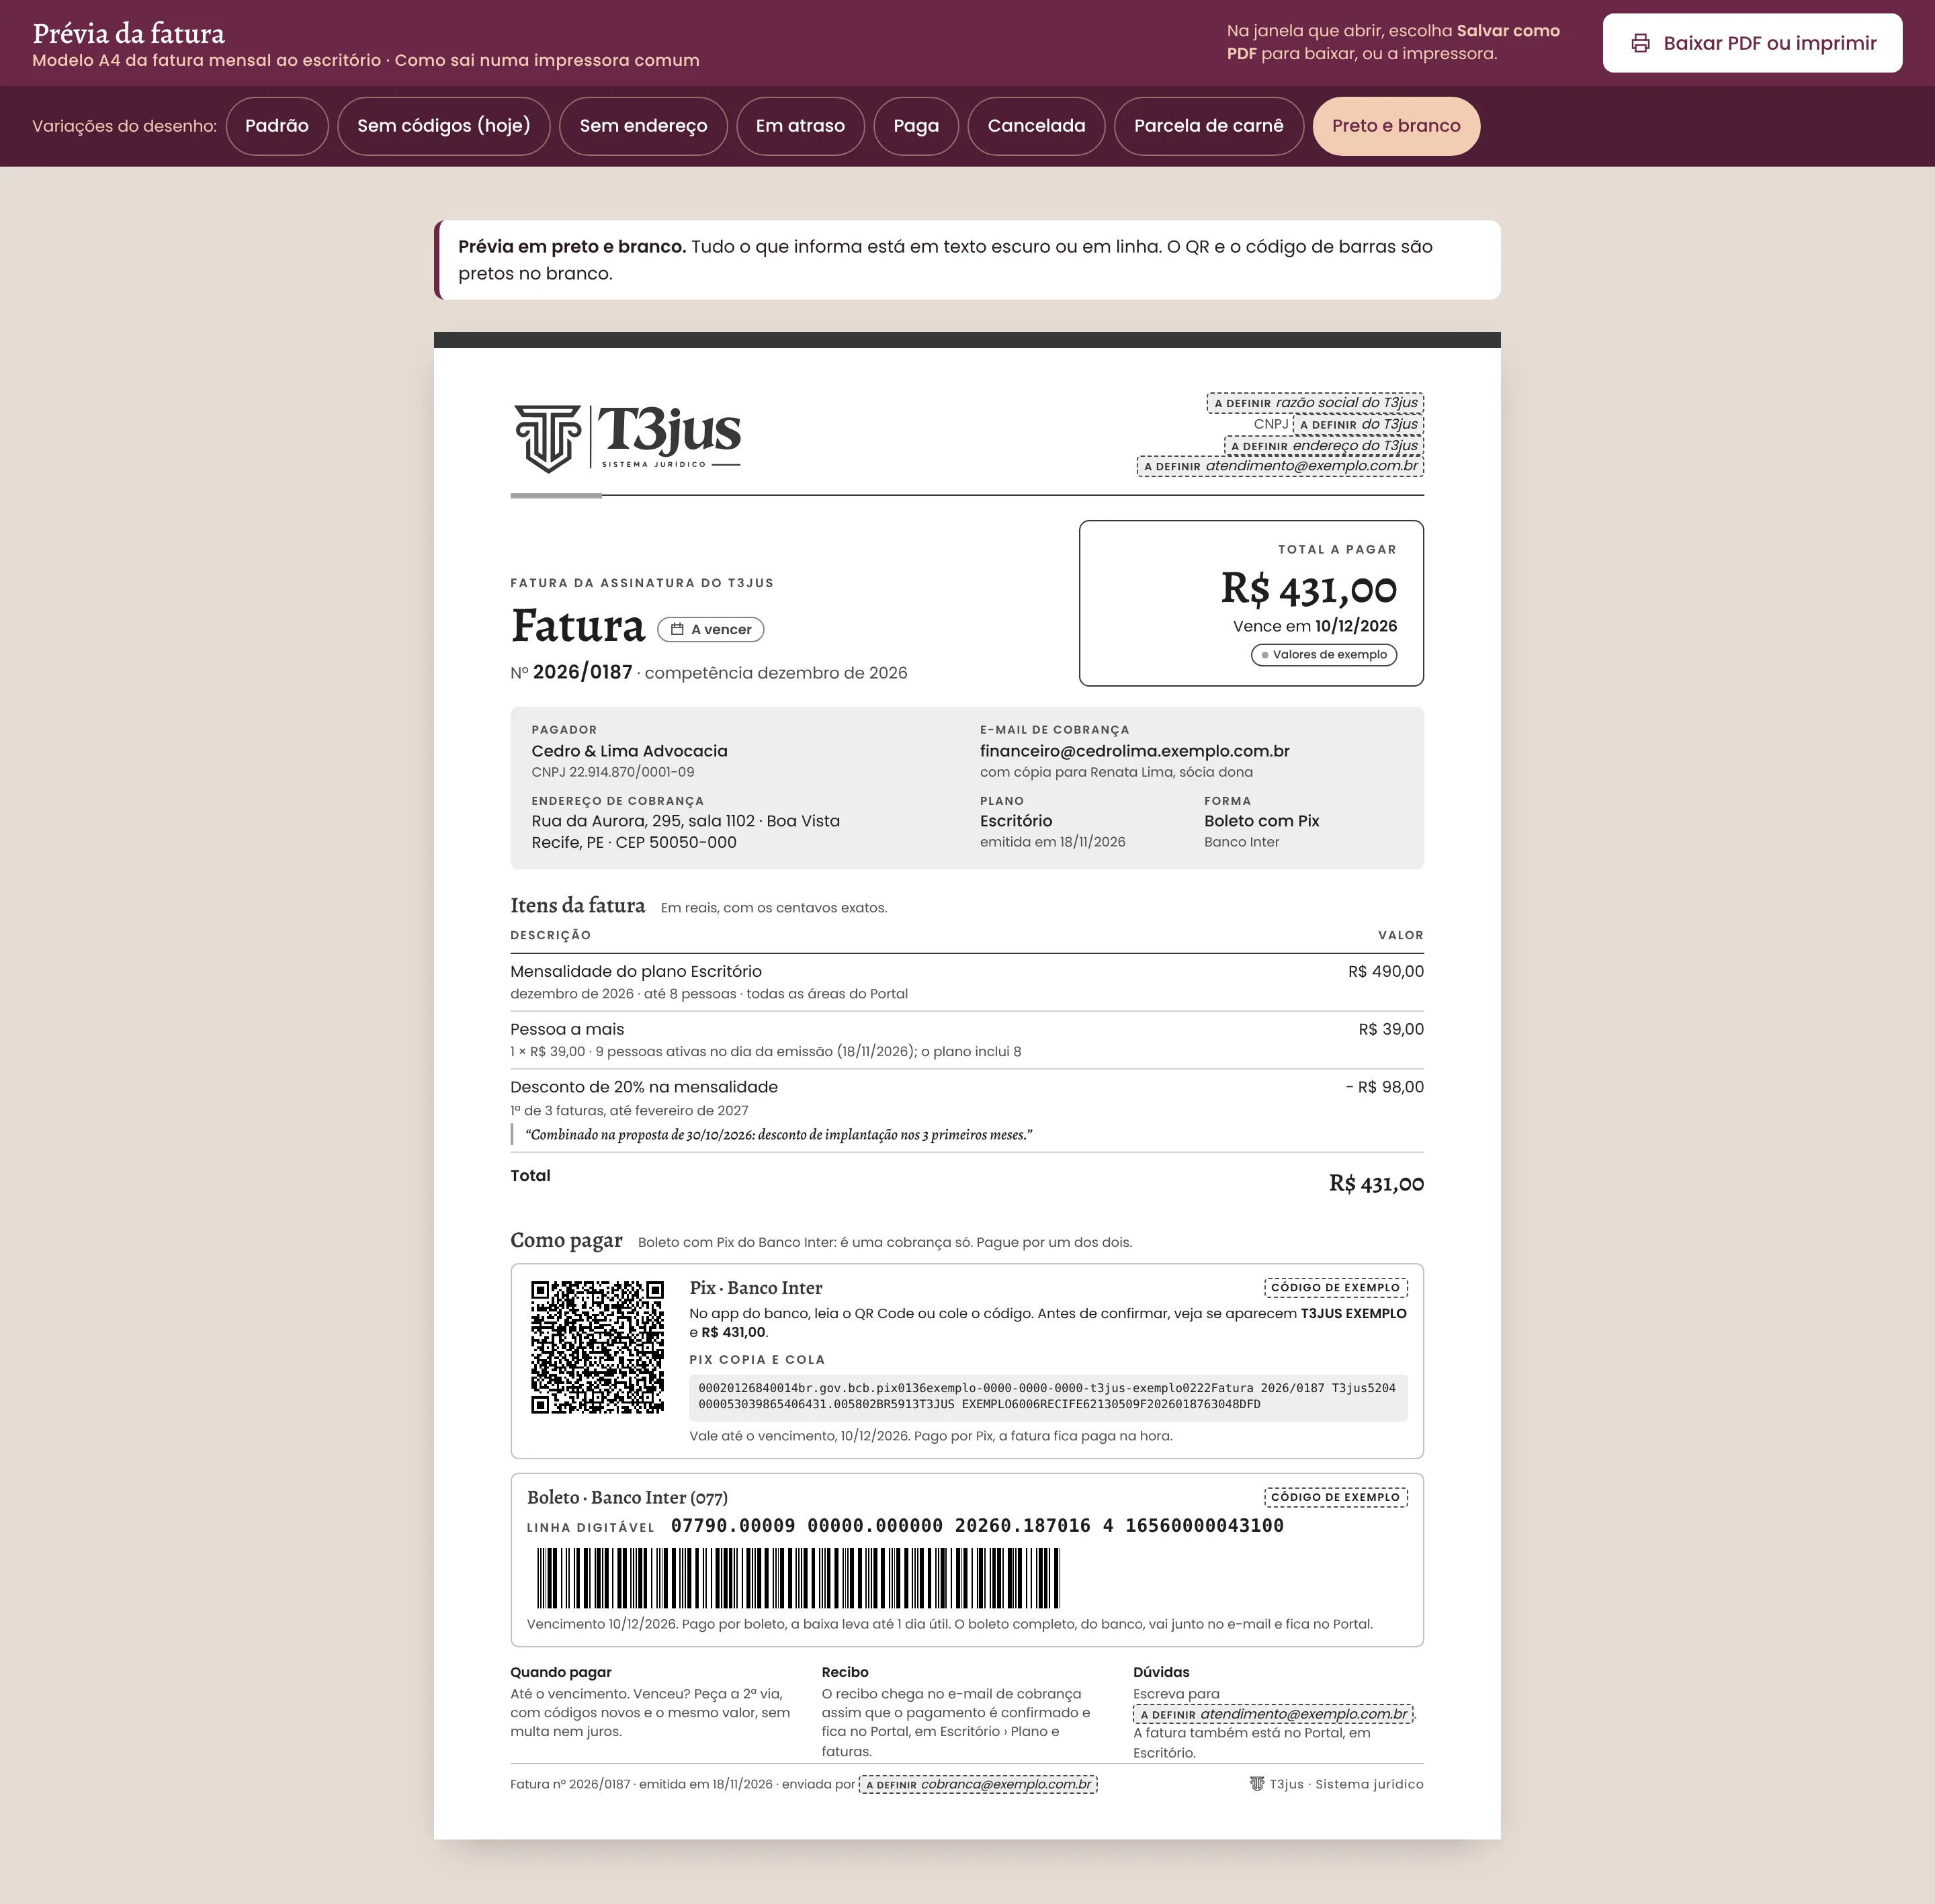 Prévia da fatura
Modelo A4 da fatura mensal ao escritório · Como sai numa impressora comum
Na janela que abrir, escolha Salvar como
PDF para baixar, ou a impressora.
Baixar PDF ou imprimir
Variações do desenho:
Padrão
Sem códigos (hoje)
Sem endereço
Em atraso
Paga
Cancelada
Parcela de carnê
Preto e branco
Prévia em preto e branco. Tudo o que informa está em texto escuro ou em linha. O QR e o código de barras são
pretos no branco.
T3jus
SISTEMA JURÍDICO
A DEFINIR razão social do T3jus
CNPJ A DEFINIR do T3jus
A DEFINIR endereço do T3jus
A DEFINIR atendimento@exemplo.com.br
FATURA DA ASSINATURA DO T3JUS
Fatura
A vencer
Nº 2026/0187 · competência dezembro de 2026
TOTAL A PAGAR
R$ 431,00
Vence em 10/12/2026
Valores de exemplo
PAGADOR
Cedro & Lima Advocacia
CNPJ 22.914.870/0001-09
E-MAIL DE COBRANÇA
financeiro@cedrolima.exemplo.com.br
com cópia para Renata Lima, sócia dona
ENDEREÇO DE COBRANÇA
Rua da Aurora, 295, sala 1102 · Boa Vista
Recife, PE · CEP 50050-000
PLANO
Escritório
emitida em 18/11/2026
FORMA
Boleto com Pix
Banco Inter
Itens da fatura Em reais, com os centavos exatos.
DESCRIÇÃO VALOR
Mensalidade do plano Escritório R$ 490,00
dezembro de 2026 · até 8 pessoas · todas as áreas do Portal
Pessoa a mais R$ 39,00
1 × R$ 39,00 · 9 pessoas ativas no dia da emissão (18/11/2026); o plano inclui 8
Desconto de 20% na mensalidade − R$ 98,00
1ª de 3 faturas, até fevereiro de 2027
“Combinado na proposta de 30/10/2026: desconto de implantação nos 3 primeiros meses.”
Total R$ 431,00
Como pagar Boleto com Pix do Banco Inter: é uma cobrança só. Pague por um dos dois.
Pix · Banco Inter
CÓDIGO DE EXEMPLO
No app do banco, leia o QR Code ou cole o código. Antes de confirmar, veja se aparecem T3JUS EXEMPLO
e R$ 431,00.
PIX COPIA E COLA
00020126840014br.gov.bcb.pix0136exemplo-0000-0000-0000-t3jus-exemplo0222Fatura 2026/0187 T3jus5204
000053039865406431.005802BR5913T3JUS EXEMPLO6006RECIFE62130509F2026018763048DFD
Vale até o vencimento, 10/12/2026. Pago por Pix, a fatura fica paga na hora.
Boleto · Banco Inter (077)
CÓDIGO DE EXEMPLO
LINHA DIGITÁVEL 07790.00009 00000.000000 20260.187016 4 16560000043100
Vencimento 10/12/2026. Pago por boleto, a baixa leva até 1 dia útil. O boleto completo, do banco, vai junto no e-mail e fica no Portal.
Quando pagar
Até o vencimento. Venceu? Peça a 2ª via,
com códigos novos e o mesmo valor, sem
multa nem juros.
Recibo
O recibo chega no e-mail de cobrança
assim que o pagamento é confirmado e
fica no Portal, em Escritório › Plano e
faturas.
Dúvidas
Escreva para
A DEFINIR atendimento@exemplo.com.br.
A fatura também está no Portal, em
Escritório.
Fatura nº 2026/0187 · emitida em 18/11/2026 · enviada por A DEFINIR cobranca@exemplo.com.br
T3jus · Sistema jurídico